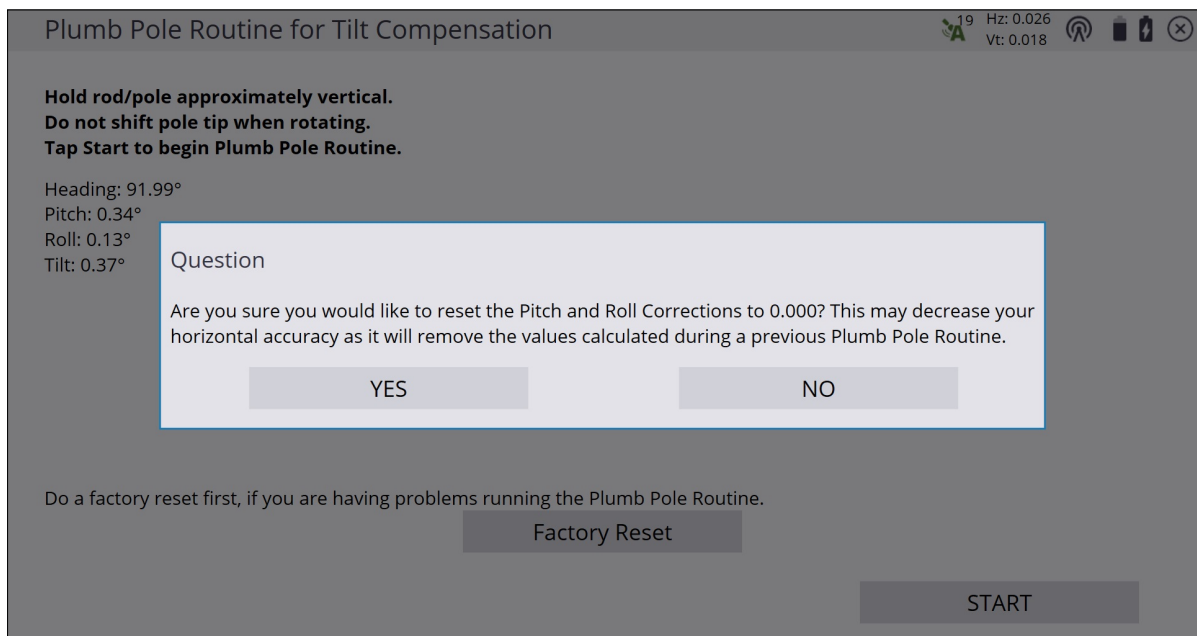 Plumb Pole Routine for Tilt Compensation
19
Hz: 0.026
Vt: 0.018
Hold rod/pole approximately vertical.
Do not shift pole tip when rotating.
Tap Start to begin Plumb Pole Routine.
Heading: 91.99°
Pitch: 0.34°
Roll: 0.13°
Tilt: 0.37°
Question
Are you sure you would like to reset the Pitch and Roll Corrections to 0.000? This may decrease your
horizontal accuracy as it will remove the values calculated during a previous Plumb Pole Routine.
YES
NO
Do a factory reset first, if you are having problems running the Plumb Pole Routine.
Factory Reset
START